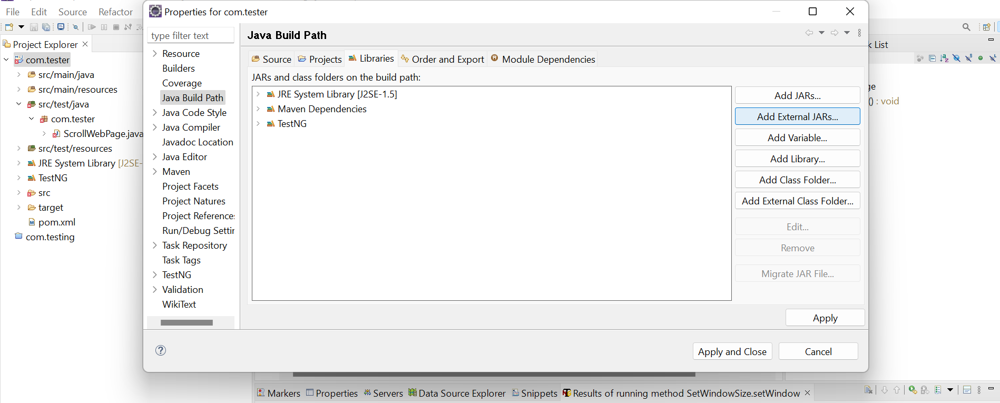 File Edit Source Refactor
Project Explorer
com.tester
src/main/java
src/main/resources
src/test/java
com.tester
ScrollWebPage.java
src/test/resources
JRE System Library [J2SE-
TestNG
src
target
pom.xml
com.testing
Properties for com.tester
type filter text
Resource
Builders
Coverage
Java Build Path
Java Code Style
Java Compiler
Javadoc Location
Java Editor
Maven
Project Facets
Project Natures
Project References
Run/Debug Settin
Task Repository
Task Tags
TestNG
Validation
WikiText
Java Build Path
Source Projects Libraries Order and Export Module Dependencies
JARs and class folders on the build path:
JRE System Library [J2SE-1.5]
Maven Dependencies
TestNG
Add JARs...
Add External JARs...
Add Variable...
Add Library...
Add Class Folder...
Add External Class Folder...
Edit...
Remove
Migrate JAR File...
Apply
Apply and Close Cancel
k List
ge
() : void
Markers Properties Servers Data Source Explorer Snippets Results of running method SetWindowSize.setWindow